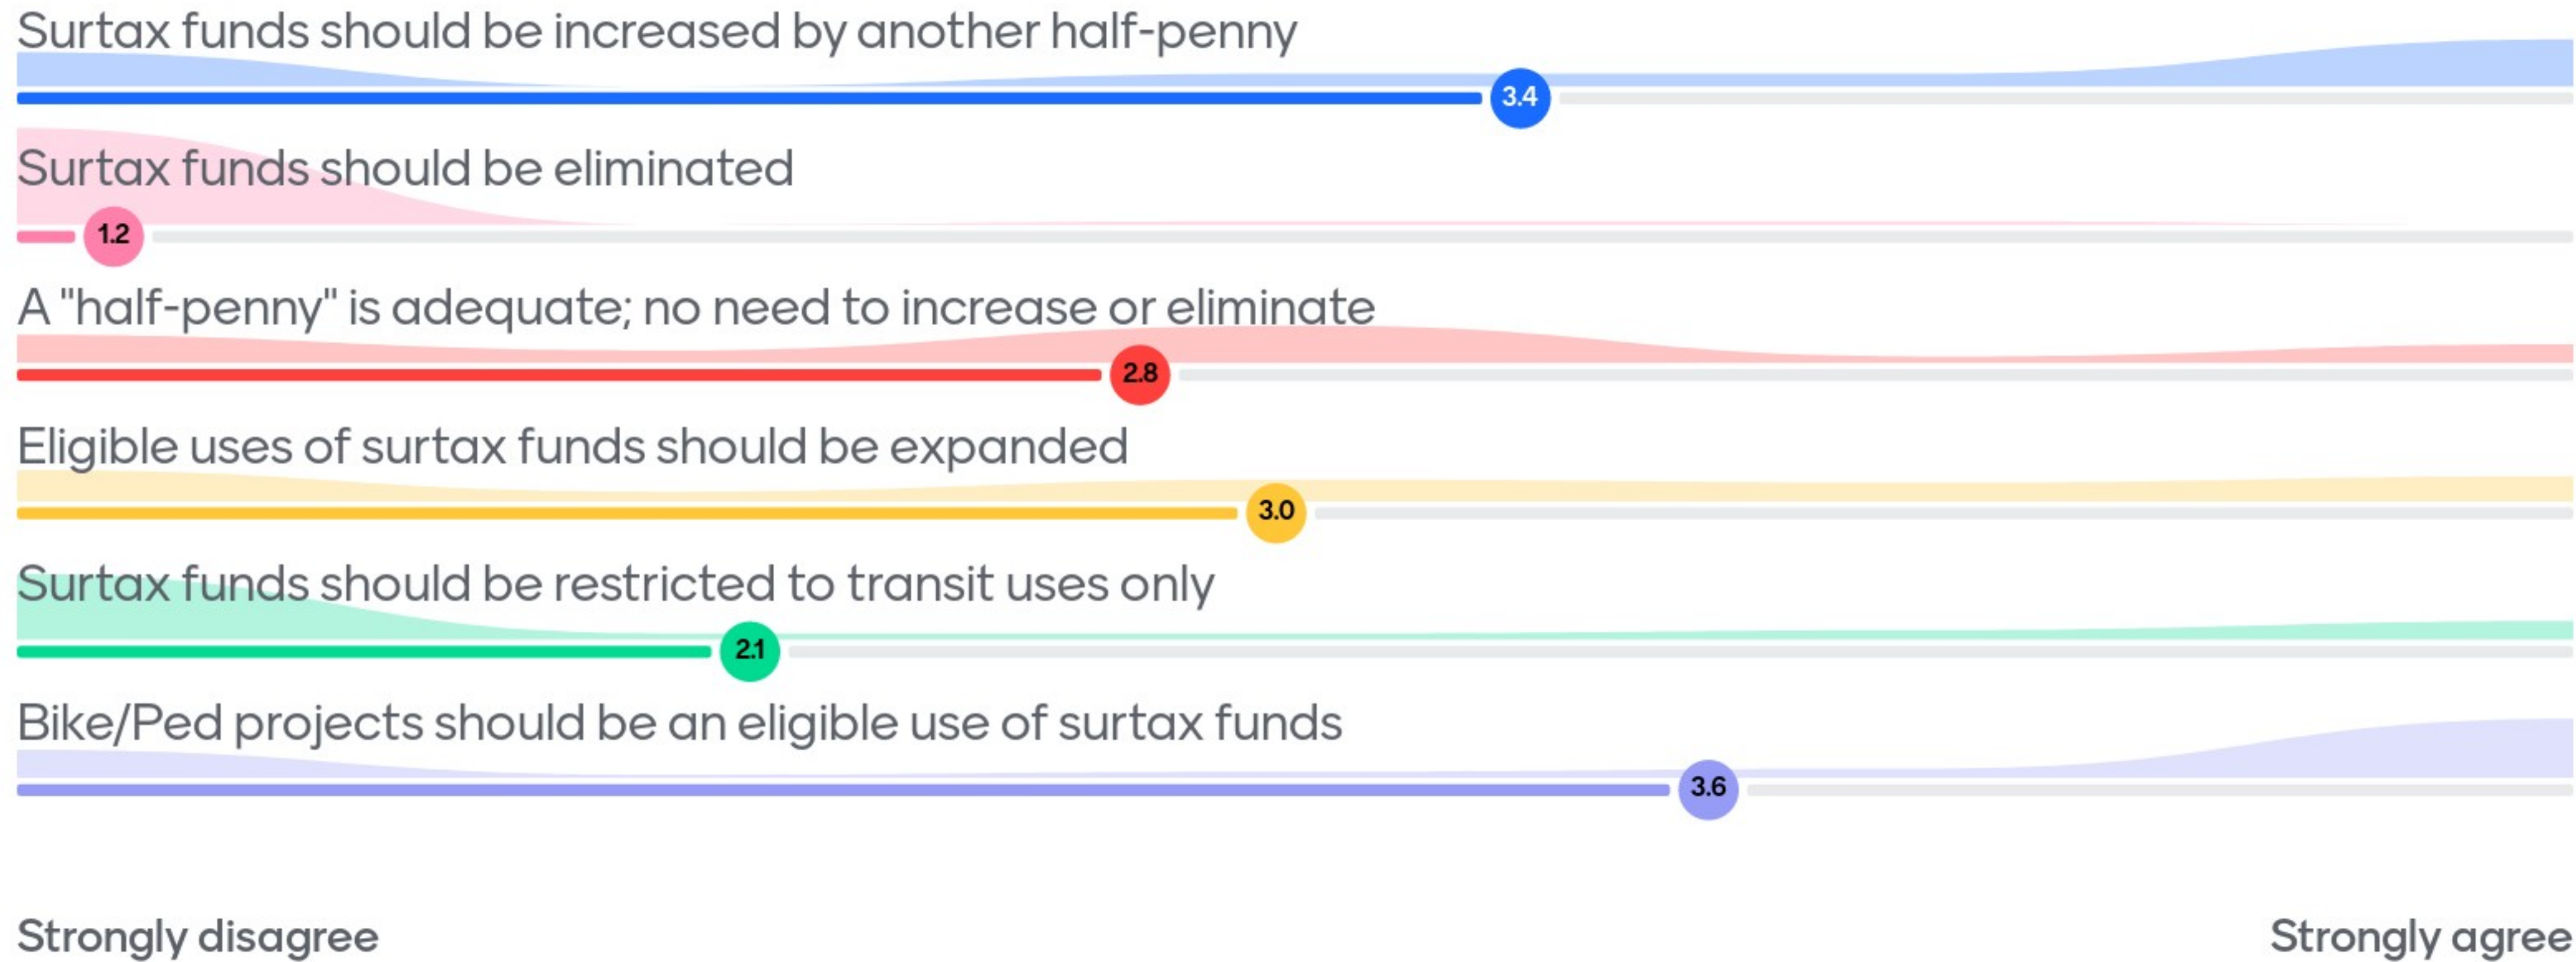 Surtax funds should be increased by another half-penny
3.4
Surtax funds should be eliminated
1.2
A "half-penny" is adequate; no need to increase or eliminate
2.8
Eligible uses of surtax funds should be expanded
3.0
Surtax funds should be restricted to transit uses only
2.1
Bike/Ped projects should be an eligible use of surtax funds
3.6
Strongly disagree
Strongly agree